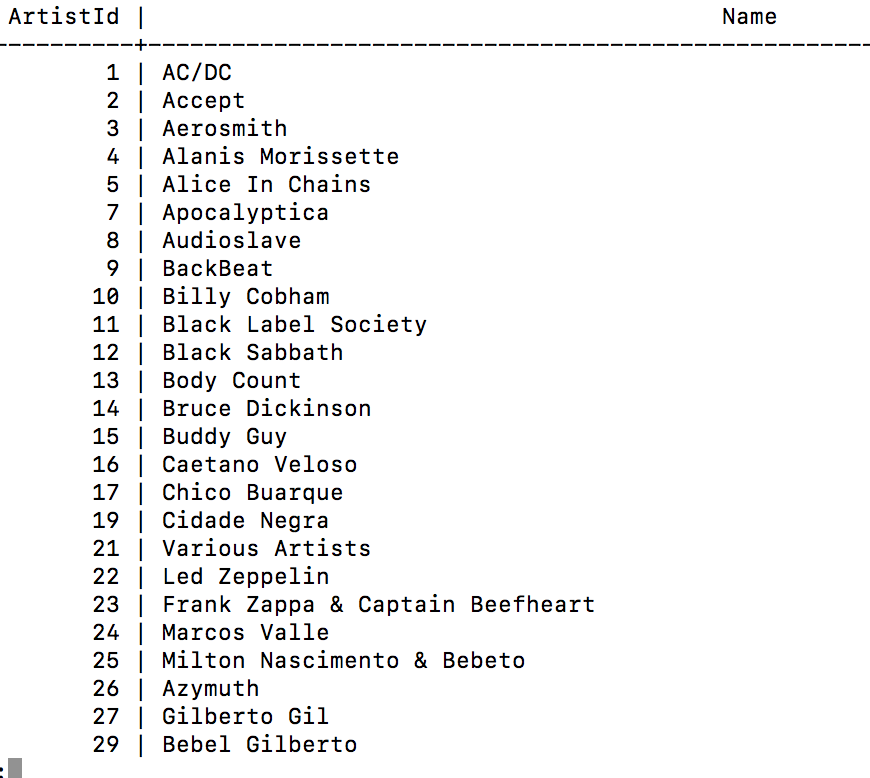 ArtistId | Name
----------+----------------------------------------------------
1 | AC/DC
2 | Accept
3 | Aerosmith
4 | Alanis Morissette
5 | Alice In Chains
7 | Apocalyptica
8 | Audioslave
9 | BackBeat
10 | Billy Cobham
11 | Black Label Society
12 | Black Sabbath
13 | Body Count
14 | Bruce Dickinson
15 | Buddy Guy
16 | Caetano Veloso
17 | Chico Buarque
19 | Cidade Negra
21 | Various Artists
22 | Led Zeppelin
23 | Frank Zappa & Captain Beefheart
24 | Marcos Valle
25 | Milton Nascimento & Bebeto
26 | Azymuth
27 | Gilberto Gil
29 | Bebel Gilberto
: